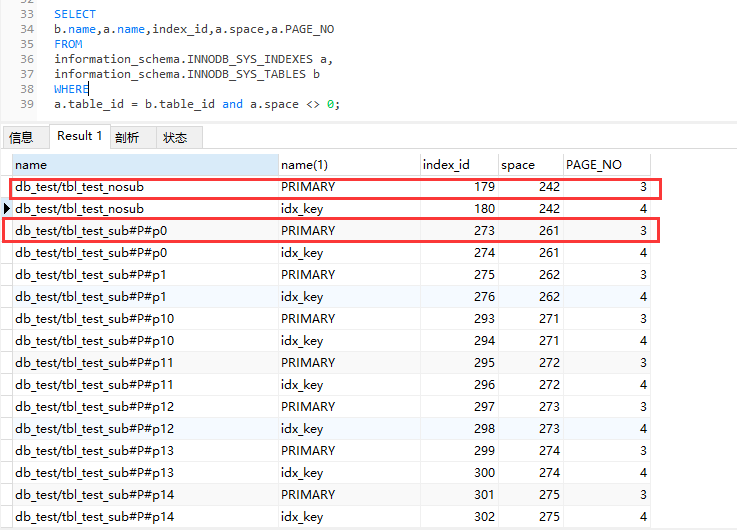 33 SELECT
34 b.name,a.name,index_id,a.space,a.PAGE_NO
35 FROM
36 information_schema.INNODB_SYS_INDEXES a,
37 information_schema.INNODB_SYS_TABLES b
38 WHERE
39 a.table_id = b.table_id and a.space <> 0;
信息 Result 1 剖析 状态
name name(1) index_id space PAGE_NO
db_test/tbl_test_nosub PRIMARY 179 242 3
db_test/tbl_test_nosub idx_key 180 242 4
db_test/tbl_test_sub#P#p0 PRIMARY 273 261 3
db_test/tbl_test_sub#P#p0 idx_key 274 261 4
db_test/tbl_test_sub#P#p1 PRIMARY 275 262 3
db_test/tbl_test_sub#P#p1 idx_key 276 262 4
db_test/tbl_test_sub#P#p10 PRIMARY 293 271 3
db_test/tbl_test_sub#P#p10 idx_key 294 271 4
db_test/tbl_test_sub#P#p11 PRIMARY 295 272 3
db_test/tbl_test_sub#P#p11 idx_key 296 272 4
db_test/tbl_test_sub#P#p12 PRIMARY 297 273 3
db_test/tbl_test_sub#P#p12 idx_key 298 273 4
db_test/tbl_test_sub#P#p13 PRIMARY 299 274 3
db_test/tbl_test_sub#P#p13 idx_key 300 274 4
db_test/tbl_test_sub#P#p14 PRIMARY 301 275 3
db_test/tbl_test_sub#P#p14 idx_key 302 275 4